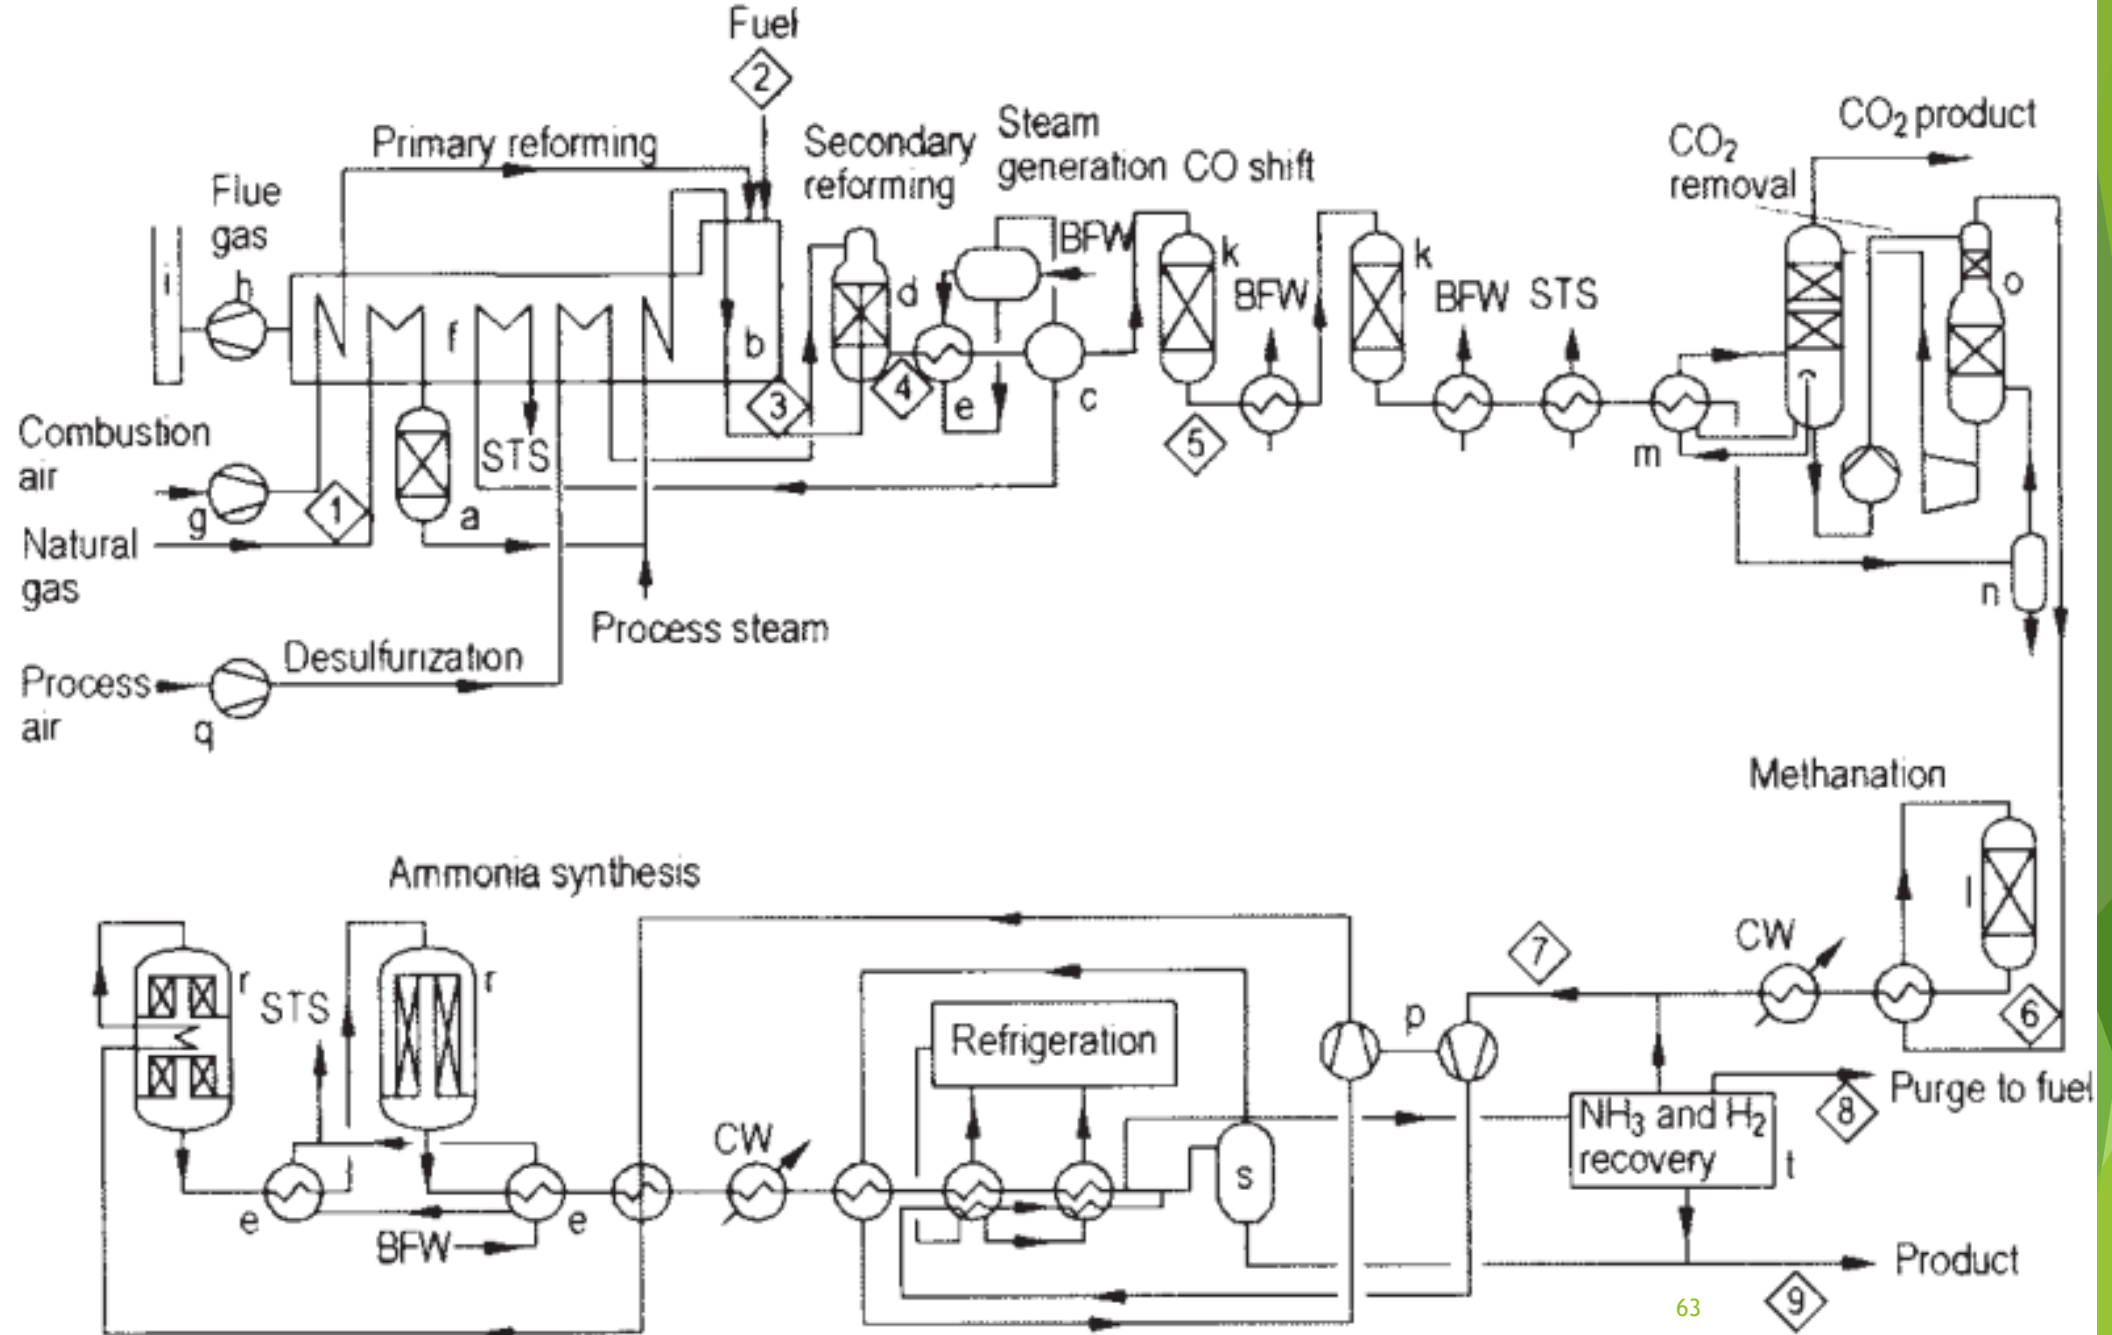 Fuel
2
Primary reforming
Secondary
reforming
Steam
generation
CO shift
CO2
removal
CO2 product
Flue
gas
h
f
b
d
BFW
k
BFW
k
BFW
STS
o
3
4
e
c
5
m
Combustion
air
g
1
STS
a
Natural
gas
Process steam
n
Process
air
q
Desulfurization
Methanation
l
Ammonia synthesis
r
STS
r
CW
7
p
6
Refrigeration
CW
NH3 and H2
recovery
t
8
Purge to fuel
s
e
e
BFW
Product
9
63